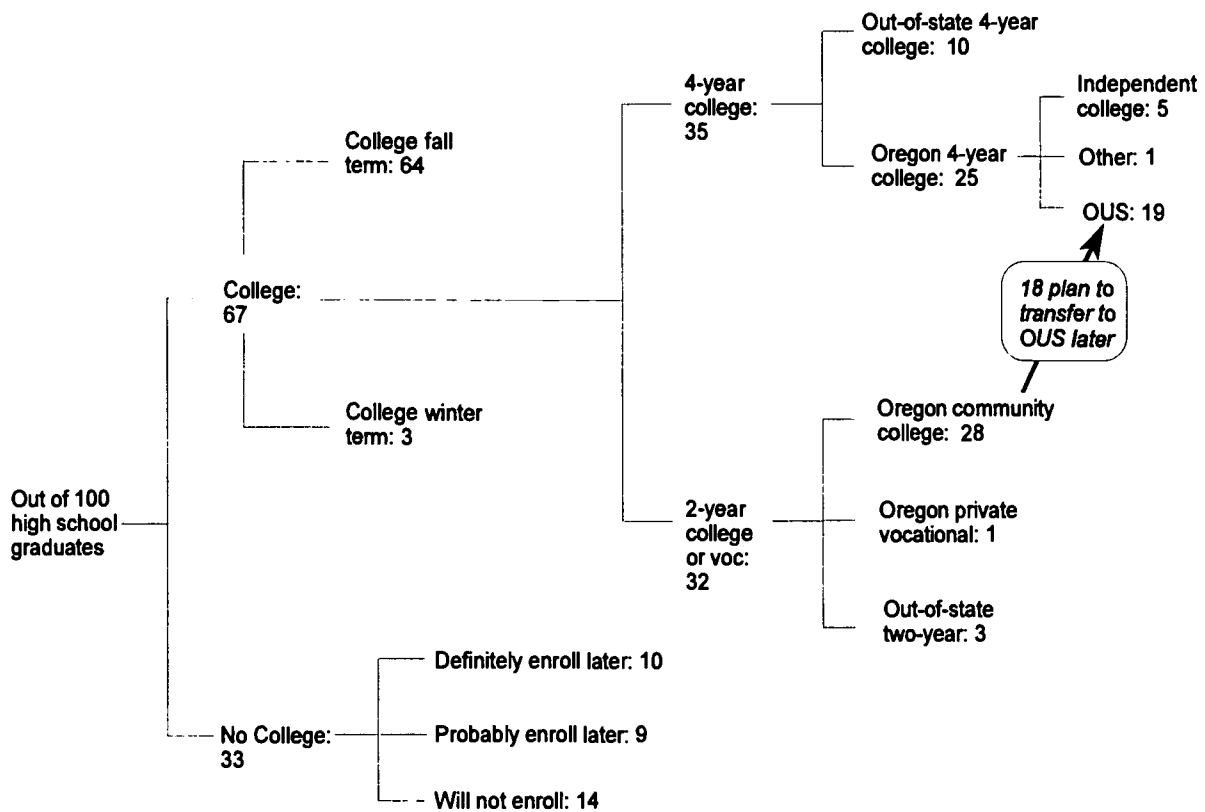 Out-of-state 4-year
college: 10
4-year
college:
35
Independent
college: 5
College fall
term: 64
Oregon 4-year
college: 25
Other: 1
OUS: 19
College:
67
18 plan to
transfer to
OUS later
College winter
term: 3
Oregon community
college: 28
Out of 100
high school
graduates
2-year
college
or voc:
32
Oregon private
vocational: 1
Out-of-state
two-year: 3
Definitely enroll later: 10
No College:
33
Probably enroll later: 9
Will not enroll: 14